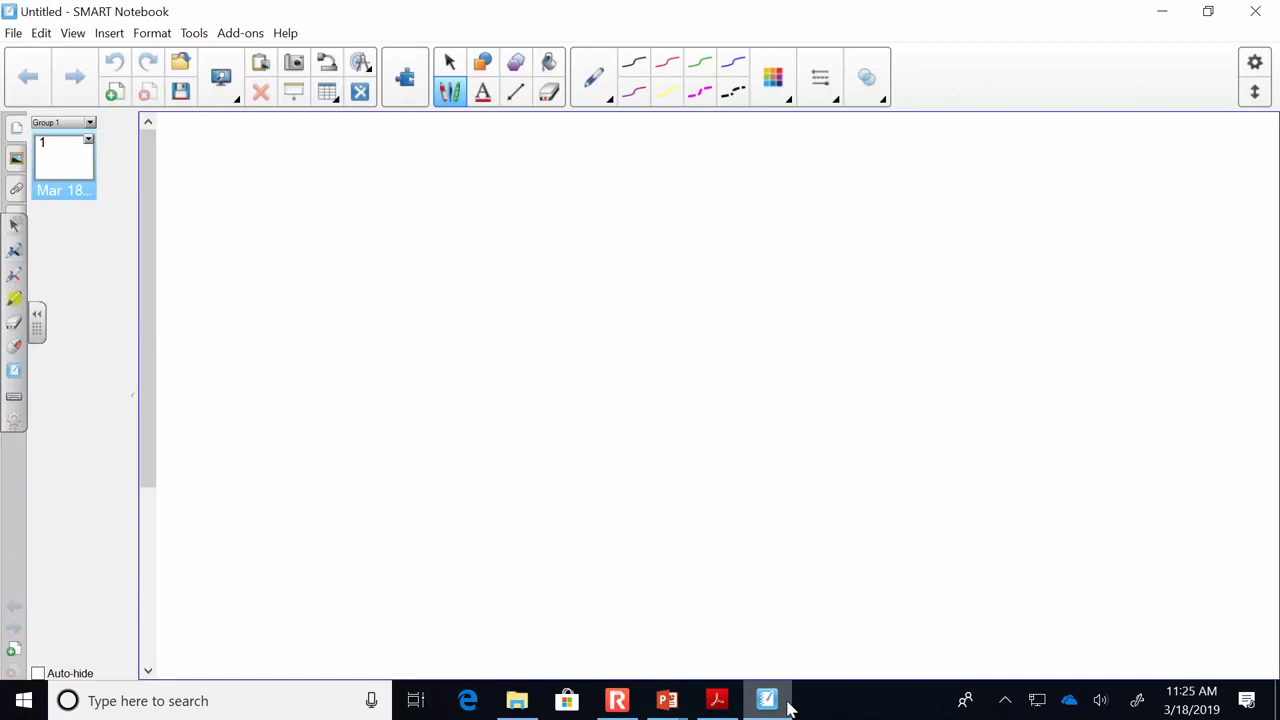 Untitled - SMART Notebook
File Edit View Insert Format Tools Add-ons Help
Group 1
1
Mar 18...
Auto-hide
Type here to search
11:25 AM
3/18/2019